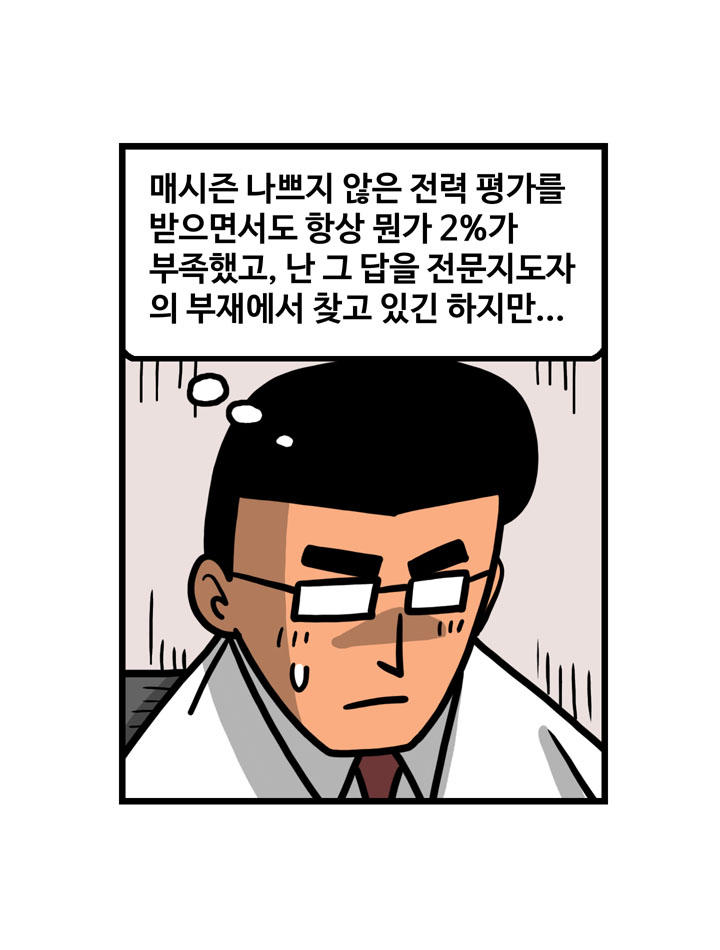 매시즌 나쁘지 않은 전력 평가를
받으면서도 항상 뭔가 2%가
부족했고, 난 그 답을 전문지도자
의 부재에서 찾고 있긴 하지만...